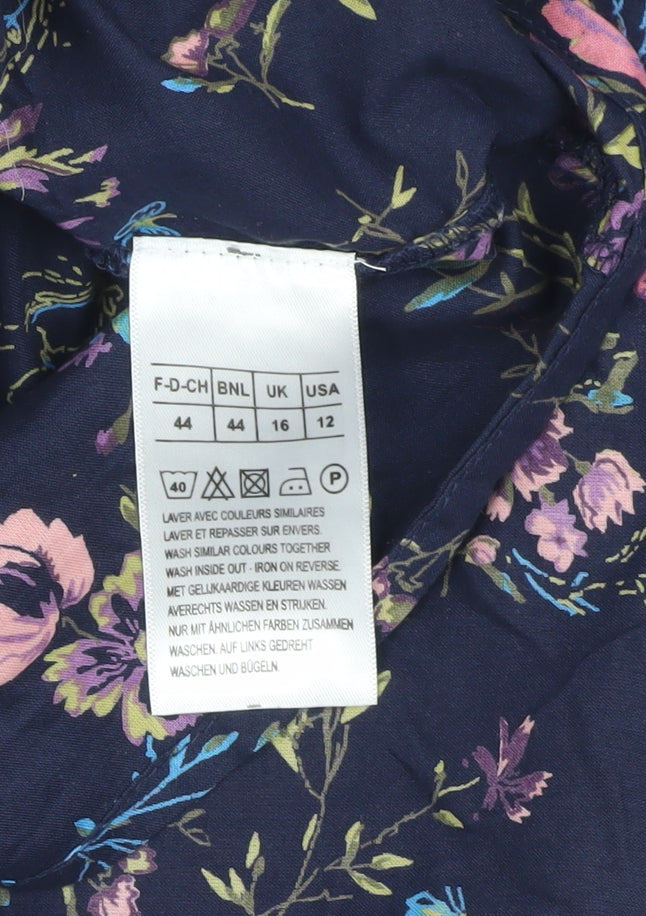 F-D-CH BNL UK USA
44 44 16 12
40 P
LAVER AVEC COULEURS SIMILAIRES
LAVER ET REPASSER SUR ENVERS.
WASH SIMILAR COLOURS TOGETHER
WASH INSIDE OUT - IRON ON REVERSE.
MET GELIJKAARDIGE KLEUREN WASSEN
AVERECHTS WASSEN EN STRIJKEN.
NUR MIT ÄHNLICHEN FARBEN ZUSAMMEN
WASCHEN. AUF LINKS GEDREHT
WASCHEN UND BÜGELN.